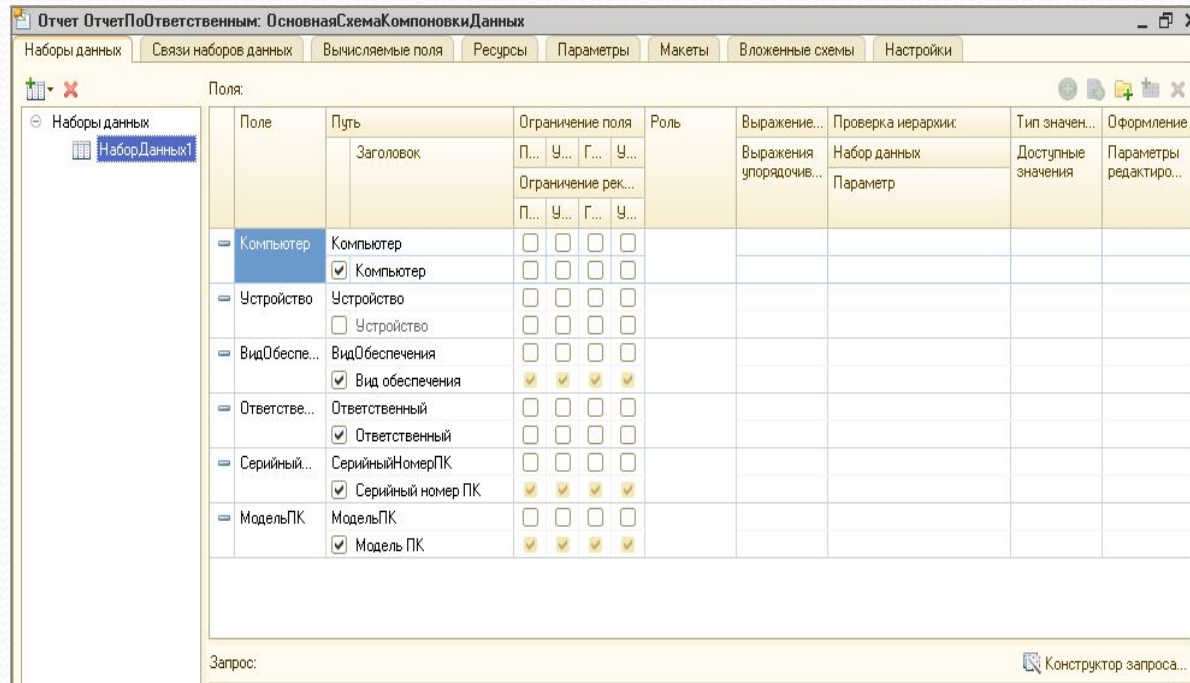 Отчет ОтчетПоОтветственным: ОсновнаяСхемаКомпоновкиДанных
Наборы данных Связи наборов данных Вычисляемые поля Ресурсы Параметры Макеты Вложенные схемы Настройки
Поля:
Наборы данных
НаборДанных1
Поле Путь Ограничение поля Роль Выражение... Проверка иерархии: Тип значен... Оформление
Заголовок П... У... Г... У... Выражения упорядочив... Набор данных Доступные значения Параметры редактиро...
Ограничение рек... Параметр
П... У... Г... У...
Компьютер Компьютер
Компьютер
Устройство Устройство
Устройство
ВидОбеспе... ВидОбеспечения
Вид обеспечения
Ответстве... Ответственный
Ответственный
Серийный... СерийныйНомерПК
Серийный номер ПК
МодельПК МодельПК
Модель ПК
Запрос: Конструктор запроса...